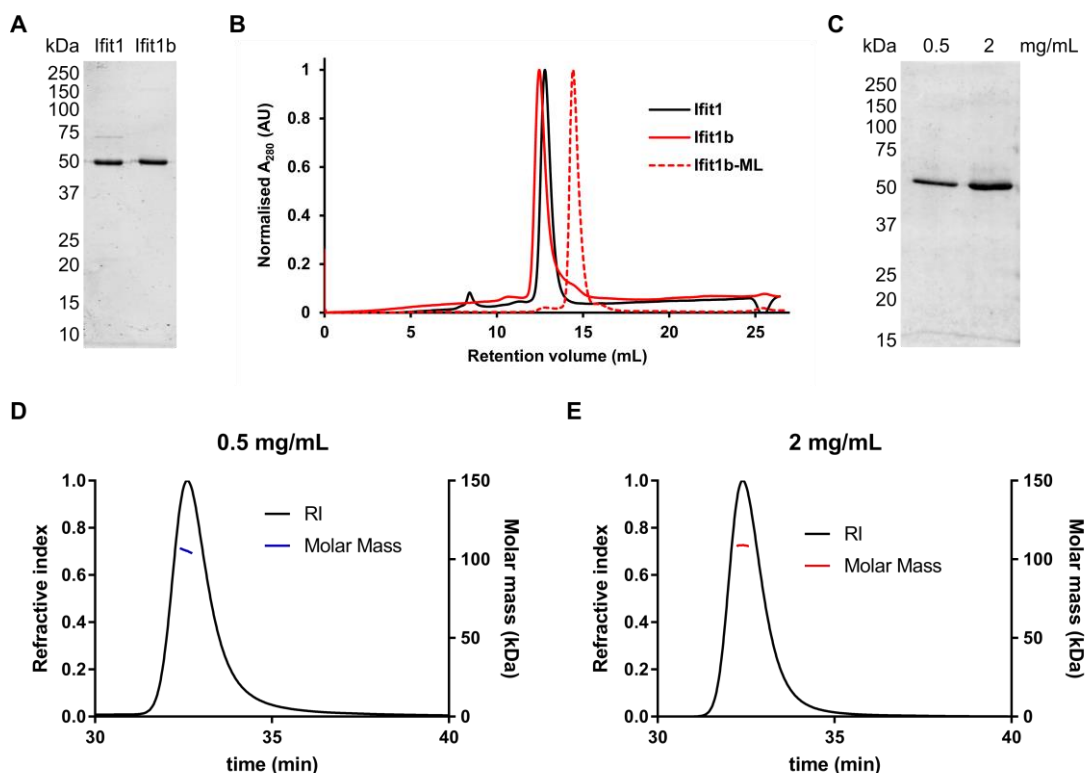 A
kDa Ifit1 Ifit1b
250
150
100
75
50
37
25
20
15
10
B
Normalised A280 (AU)
1
0.8
0.6
0.4
0.2
0
0 5 10 15 20 25
Retention volume (mL)
Ifit1
Ifit1b
Ifit1b-ML
C
kDa 0.5 2 mg/mL
250
150
100
75
50
37
25
20
15
D
0.5 mg/mL
Refractive index
1.0
0.8
0.6
0.4
0.2
0.0
30 35 40
time (min)
RI
Molar Mass
150
100
50
0
Molar mass (kDa)
E
2 mg/mL
Refractive index
1.0
0.8
0.6
0.4
0.2
0.0
30 35 40
time (min)
RI
Molar Mass
150
100
50
0
Molar mass (kDa)